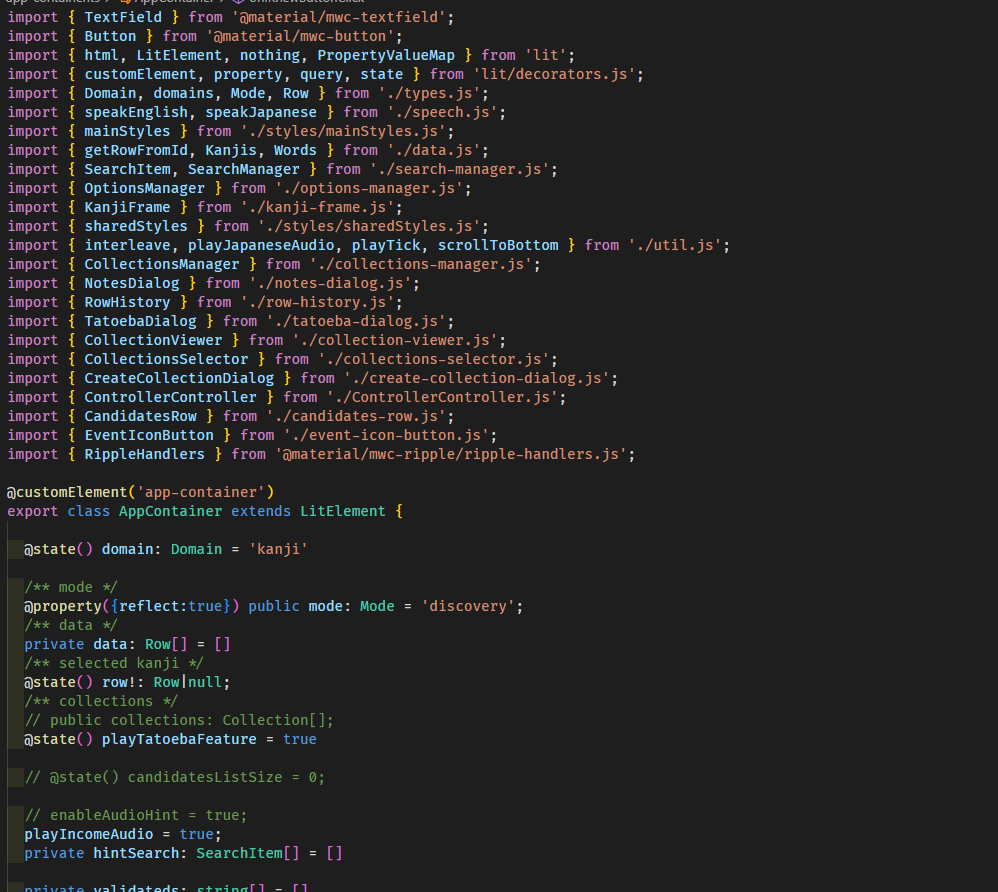 AppContainer
import { TextField } from '@material/mwc-textfield';
import { Button } from '@material/mwc-button';
import { html, LitElement, nothing, PropertyValueMap } from 'lit';
import { customElement, property, query, state } from 'lit/decorators.js';
import { Domain, domains, Mode, Row } from './types.js';
import { speakEnglish, speakJapanese } from './speech.js';
import { mainStyles } from './styles/mainStyles.js';
import { getRowFromId, Kanjis, Words } from './data.js';
import { SearchItem, SearchManager } from './search-manager.js';
import { OptionsManager } from './options-manager.js';
import { KanjiFrame } from './kanji-frame.js';
import { sharedStyles } from './styles/sharedStyles.js';
import { interleave, playJapaneseAudio, playTick, scrollToBottom } from './util.js';
import { CollectionsManager } from './collections-manager.js';
import { NotesDialog } from './notes-dialog.js';
import { RowHistory } from './row-history.js';
import { TatoebaDialog } from './tatoeba-dialog.js';
import { CollectionViewer } from './collection-viewer.js';
import { CollectionsSelector } from './collections-selector.js';
import { CreateCollectionDialog } from './create-collection-dialog.js';
import { ControllerController } from './ControllerController.js';
import { CandidatesRow } from './candidates-row.js';
import { EventIconButton } from './event-icon-button.js';
import { RippleHandlers } from '@material/mwc-ripple/ripple-handlers.js';
@customElement('app-container')
export class AppContainer extends LitElement {
@state() domain: Domain = 'kanji'
/** mode */
@property({reflect:true}) public mode: Mode = 'discovery';
/** data */
private data: Row[] = []
/** selected kanji */
@state() row!: Row|null;
/** collections */
// public collections: Collection[];
@state() playTatoebaFeature = true
// @state() candidatesListSize = 0;
// enableAudioHint = true;
playIncomeAudio = true;
private hintSearch: SearchItem[] = []
private validateds: string[] = []